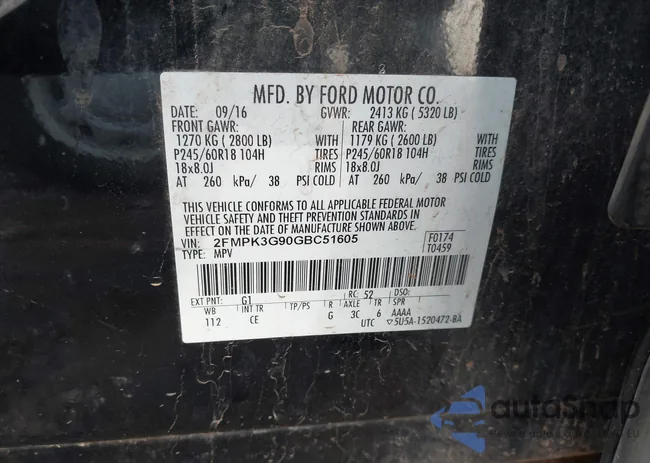 MFD. BY FORD MOTOR CO.
DATE: 09/16 GVWR: 2413 KG ( 5320 LB)
FRONT GAWR: REAR GAWR:
1270 KG ( 2800 LB) WITH 1179 KG ( 2600 LB) WITH
P245/60R18 104H TIRES P245/60R18 104H TIRES
18x8.0J RIMS 18x8.0J RIMS
AT 260 kPa/ 38 PSI COLD AT 260 kPa/ 38 PSI COLD
THIS VEHICLE CONFORMS TO ALL APPLICABLE FEDERAL MOTOR
VEHICLE SAFETY AND THEFT PREVENTION STANDARDS IN
EFFECT ON THE DATE OF MANUFACTURE SHOWN ABOVE.
VIN: 2FMPK3G90GBC51605 F0174
TYPE: MPV T0459
EXT PNT: G1 RC: 52 DSO:
WB INT TR TP/PS R AXLE TR SPR
112 CE G 3C 6 AAAA
UTC ▽5U5A-1520472-BA
autoSnap